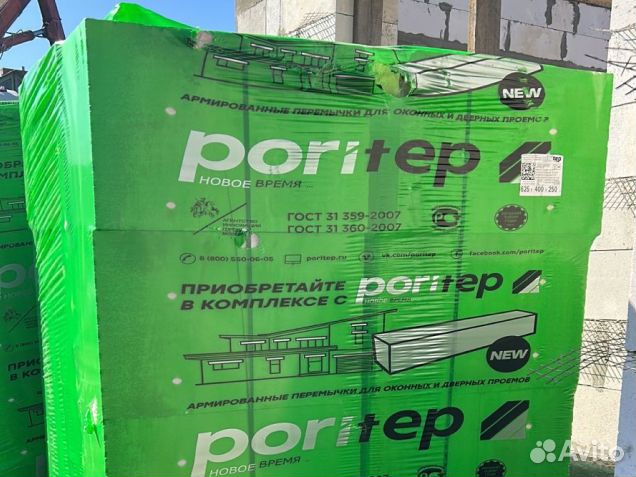 NEW
АРМИРОВАННЫЕ ПЕРЕМЫЧКИ ДЛЯ ОКОННЫХ И ДВЕРНЫХ ПРОЕМОВ
poritep
НОВОЕ ВРЕМЯ
625 400 250
АГЕНТСТВО
ГОСТ 31 359-2007
ГОСТ 31 360-2007
8 (800) 550-06-05
poritep.ru
vk.com/poritep
facebook.com/poritep
ПРИОБРЕТАЙТЕ
В КОМПЛЕКСЕ С poritep
НОВОЕ ВРЕМЯ
NEW
АРМИРОВАННЫЕ ПЕРЕМЫЧКИ ДЛЯ ОКОННЫХ И ДВЕРНЫХ ПРОЕМОВ
poritep
НОВОЕ ВРЕМЯ
Avito